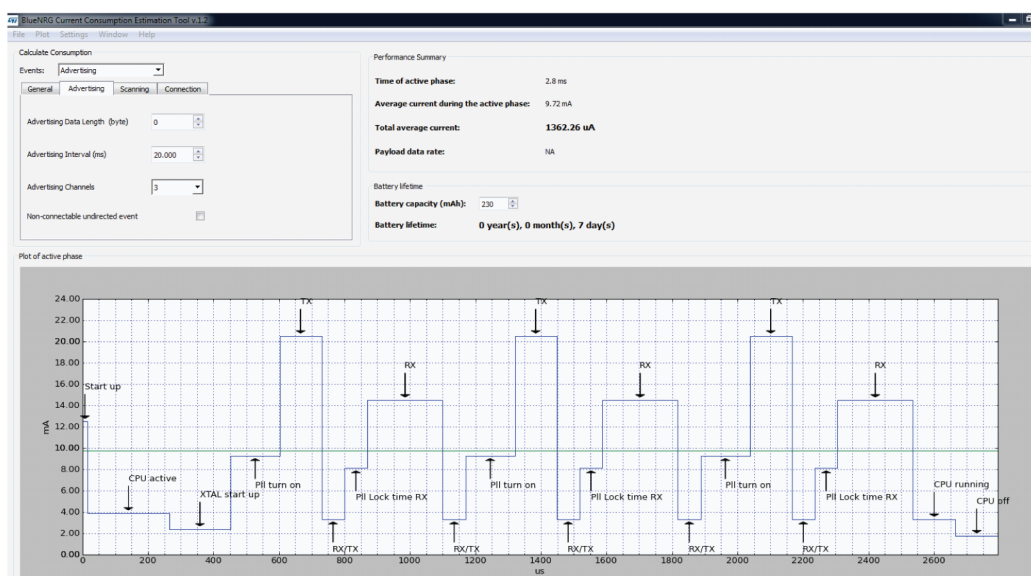 BlueNRG Current Consumption Estimation Tool v.1.2
File Plot Settings Window Help
Calculate Consumption
Events: Advertising
General Advertising Scanning Connection
Advertising Data Length (byte) 0
Advertising Interval (ms) 20.000
Advertising Channels 3
Non-connectable undirected event
Performance Summary
Time of active phase: 2.8 ms
Average current during the active phase: 9.72 mA
Total average current: 1362.26 uA
Payload data rate: NA
Battery lifetime
Battery capacity (mAh): 230
Battery lifetime: 0 year(s), 0 month(s), 7 day(s)
Plot of active phase
24.00
22.00
20.00
18.00
16.00
14.00
12.00
10.00
8.00
6.00
4.00
2.00
0.00
mA
TX TX TX
RX RX RX
Start up
CPU active
XTAL start up
Pll turn on Pll turn on Pll turn on
Pll Lock time RX Pll Lock time RX Pll Lock time RX
CPU running
CPU off
RX/TX RX/TX RX/TX RX/TX RX/TX
0 200 400 600 800 1000 1200 1400 1600 1800 2000 2200 2400 2600
us